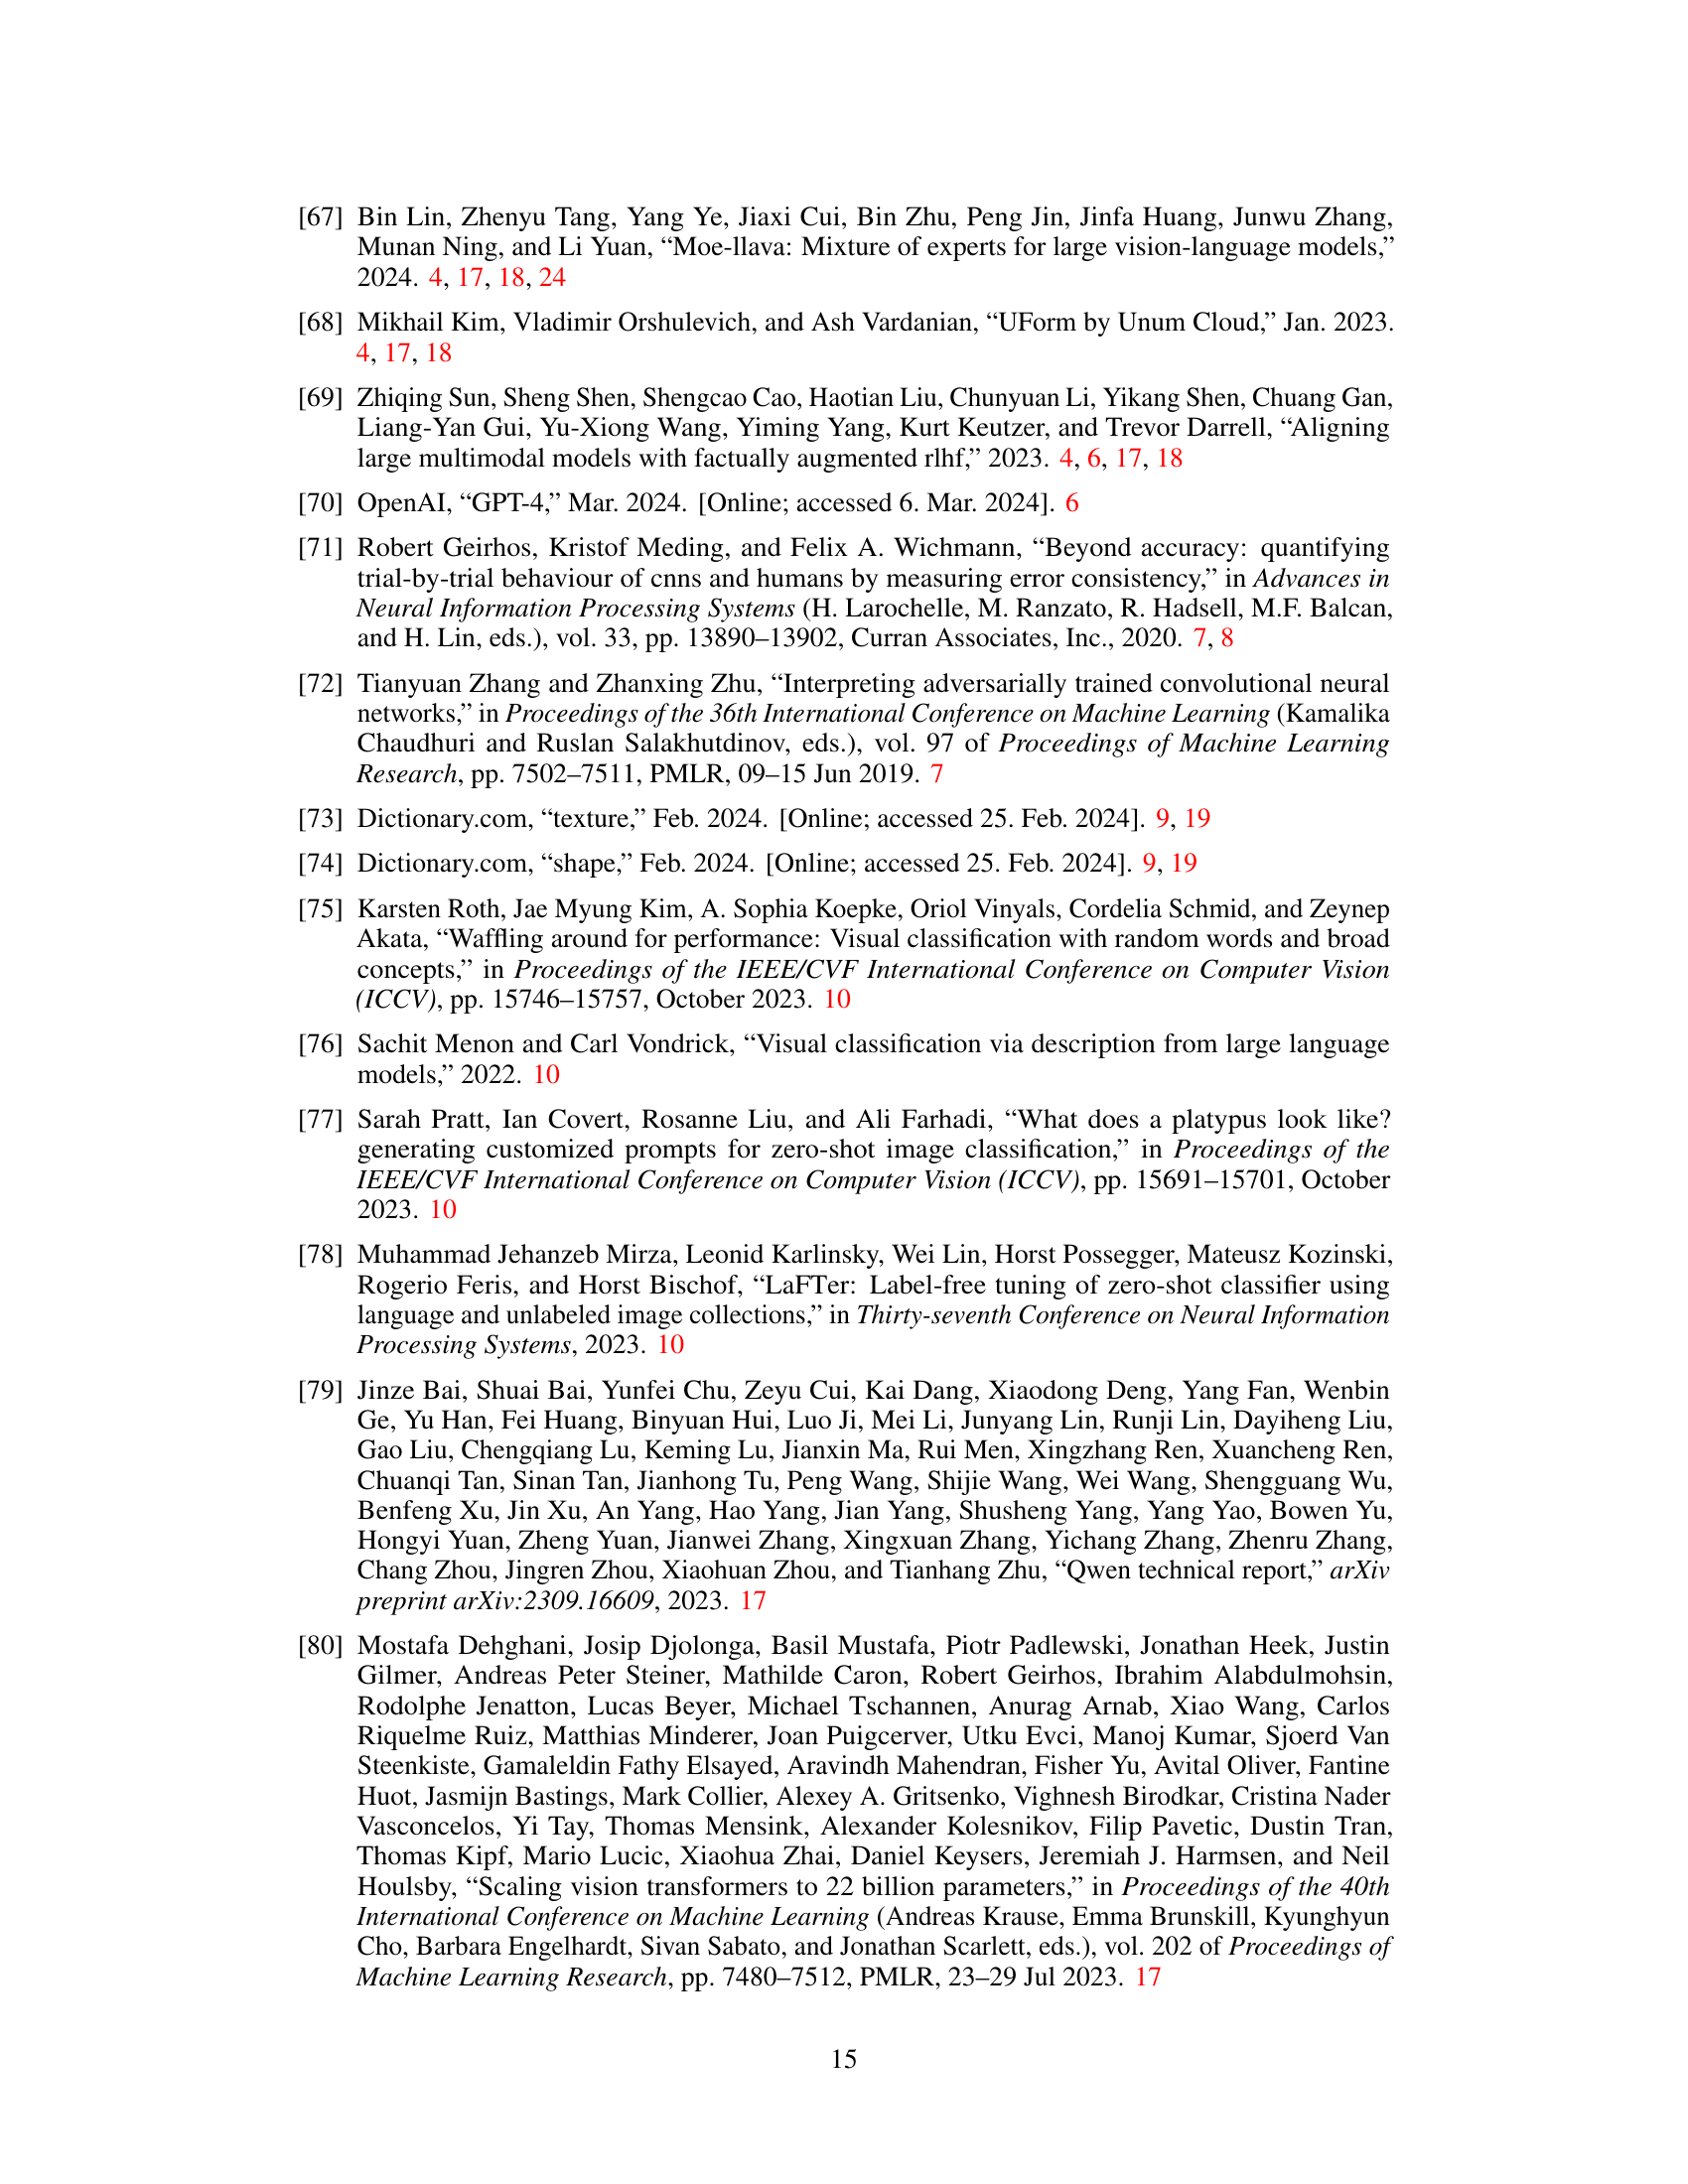 [67] Bin Lin, Zhenyu Tang, Yang Ye, Jiaxi Cui, Bin Zhu, Peng Jin, Jinfa Huang, Junwu Zhang,
Munan Ning, and Li Yuan, “Moe-llava: Mixture of experts for large vision-language models,”
2024. 4, 17, 18, 24
[68] Mikhail Kim, Vladimir Orshulevich, and Ash Vardanian, “UForm by Unum Cloud,” Jan. 2023.
4, 17, 18
[69] Zhiqing Sun, Sheng Shen, Shengcao Cao, Haotian Liu, Chunyuan Li, Yikang Shen, Chuang Gan,
Liang-Yan Gui, Yu-Xiong Wang, Yiming Yang, Kurt Keutzer, and Trevor Darrell, “Aligning
large multimodal models with factually augmented rlhf,” 2023. 4, 6, 17, 18
[70] OpenAI, “GPT-4,” Mar. 2024. [Online; accessed 6. Mar. 2024]. 6
[71] Robert Geirhos, Kristof Meding, and Felix A. Wichmann, “Beyond accuracy: quantifying
trial-by-trial behaviour of cnns and humans by measuring error consistency,” in Advances in
Neural Information Processing Systems (H. Larochelle, M. Ranzato, R. Hadsell, M.F. Balcan,
and H. Lin, eds.), vol. 33, pp. 13890–13902, Curran Associates, Inc., 2020. 7, 8
[72] Tianyuan Zhang and Zhanxing Zhu, “Interpreting adversarially trained convolutional neural
networks,” in Proceedings of the 36th International Conference on Machine Learning (Kamalika
Chaudhuri and Ruslan Salakhutdinov, eds.), vol. 97 of Proceedings of Machine Learning
Research, pp. 7502–7511, PMLR, 09–15 Jun 2019. 7
[73] Dictionary.com, “texture,” Feb. 2024. [Online; accessed 25. Feb. 2024]. 9, 19
[74] Dictionary.com, “shape,” Feb. 2024. [Online; accessed 25. Feb. 2024]. 9, 19
[75] Karsten Roth, Jae Myung Kim, A. Sophia Koepke, Oriol Vinyals, Cordelia Schmid, and Zeynep
Akata, “Waffling around for performance: Visual classification with random words and broad
concepts,” in Proceedings of the IEEE/CVF International Conference on Computer Vision
(ICCV), pp. 15746–15757, October 2023. 10
[76] Sachit Menon and Carl Vondrick, “Visual classification via description from large language
models,” 2022. 10
[77] Sarah Pratt, Ian Covert, Rosanne Liu, and Ali Farhadi, “What does a platypus look like?
generating customized prompts for zero-shot image classification,” in Proceedings of the
IEEE/CVF International Conference on Computer Vision (ICCV), pp. 15691–15701, October
2023. 10
[78] Muhammad Jehanzeb Mirza, Leonid Karlinsky, Wei Lin, Horst Possegger, Mateusz Kozinski,
Rogerio Feris, and Horst Bischof, “LaFTer: Label-free tuning of zero-shot classifier using
language and unlabeled image collections,” in Thirty-seventh Conference on Neural Information
Processing Systems, 2023. 10
[79] Jinze Bai, Shuai Bai, Yunfei Chu, Zeyu Cui, Kai Dang, Xiaodong Deng, Yang Fan, Wenbin
Ge, Yu Han, Fei Huang, Binyuan Hui, Luo Ji, Mei Li, Junyang Lin, Runji Lin, Dayiheng Liu,
Gao Liu, Chengqiang Lu, Keming Lu, Jianxin Ma, Rui Men, Xingzhang Ren, Xuancheng Ren,
Chuanqi Tan, Sinan Tan, Jianhong Tu, Peng Wang, Shijie Wang, Wei Wang, Shengguang Wu,
Benfeng Xu, Jin Xu, An Yang, Hao Yang, Jian Yang, Shusheng Yang, Yang Yao, Bowen Yu,
Hongyi Yuan, Zheng Yuan, Jianwei Zhang, Xingxuan Zhang, Yichang Zhang, Zhenru Zhang,
Chang Zhou, Jingren Zhou, Xiaohuan Zhou, and Tianhang Zhu, “Qwen technical report,” arXiv
preprint arXiv:2309.16609, 2023. 17
[80] Mostafa Dehghani, Josip Djolonga, Basil Mustafa, Piotr Padlewski, Jonathan Heek, Justin
Gilmer, Andreas Peter Steiner, Mathilde Caron, Robert Geirhos, Ibrahim Alabdulmohsin,
Rodolphe Jenatton, Lucas Beyer, Michael Tschannen, Anurag Arnab, Xiao Wang, Carlos
Riquelme Ruiz, Matthias Minderer, Joan Puigcerver, Utku Evci, Manoj Kumar, Sjoerd Van
Steenkiste, Gamaleldin Fathy Elsayed, Aravindh Mahendran, Fisher Yu, Avital Oliver, Fantine
Huot, Jasmijn Bastings, Mark Collier, Alexey A. Gritsenko, Vighnesh Birodkar, Cristina Nader
Vasconcelos, Yi Tay, Thomas Mensink, Alexander Kolesnikov, Filip Pavetic, Dustin Tran,
Thomas Kipf, Mario Lucic, Xiaohua Zhai, Daniel Keysers, Jeremiah J. Harmsen, and Neil
Houlsby, “Scaling vision transformers to 22 billion parameters,” in Proceedings of the 40th
International Conference on Machine Learning (Andreas Krause, Emma Brunskill, Kyunghyun
Cho, Barbara Engelhardt, Sivan Sabato, and Jonathan Scarlett, eds.), vol. 202 of Proceedings of
Machine Learning Research, pp. 7480–7512, PMLR, 23–29 Jul 2023. 17
15